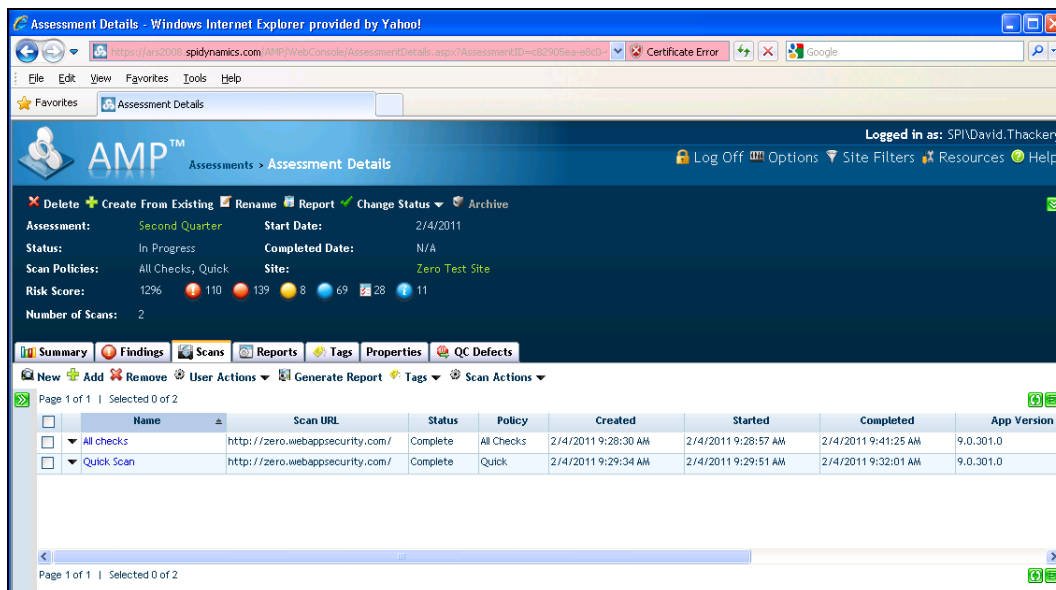 Assessment Details - Windows Internet Explorer provided by Yahoo!
https://ars2008.spidynamics.com/AMP/WebConsole/AssessmentDetails.aspx?AssessmentID=c82905ea-e8c0- Certificate Error Google
File Edit View Favorites Tools Help
Favorites Assessment Details
Logged in as: SPI\David.Thackery
AMP™ Assessments > Assessment Details Log Off Options Site Filters Resources Help
Delete Create From Existing Rename Report Change Status Archive
Assessment: Second Quarter Start Date: 2/4/2011
Status: In Progress Completed Date: N/A
Scan Policies: All Checks, Quick Site: Zero Test Site
Risk Score: 1296 110 139 8 69 28 11
Number of Scans: 2
Summary Findings Scans Reports Tags Properties QC Defects
New Add Remove User Actions Generate Report Tags Scan Actions
Page 1 of 1 | Selected 0 of 2
Name Scan URL Status Policy Created Started Completed App Version
All checks http://zero.webappsecurity.com/ Complete All Checks 2/4/2011 9:28:30 AM 2/4/2011 9:28:57 AM 2/4/2011 9:41:25 AM 9.0.301.0
Quick Scan http://zero.webappsecurity.com/ Complete Quick 2/4/2011 9:29:34 AM 2/4/2011 9:29:51 AM 2/4/2011 9:32:01 AM 9.0.301.0
Page 1 of 1 | Selected 0 of 2